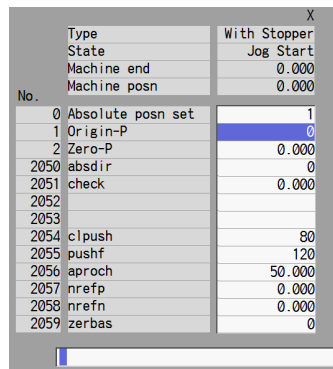 X
Type With Stopper
State Jog Start
Machine end 0.000
Machine posn 0.000
No.
0 Absolute posn set 1
1 Origin-P 0
2 Zero-P 0.000
2050 absdir 0
2051 check 0.000
2052
2053
2054 clpush 80
2055 pushf 120
2056 aproch 50.000
2057 nrefp 0.000
2058 nrefn 0.000
2059 zerbas 0